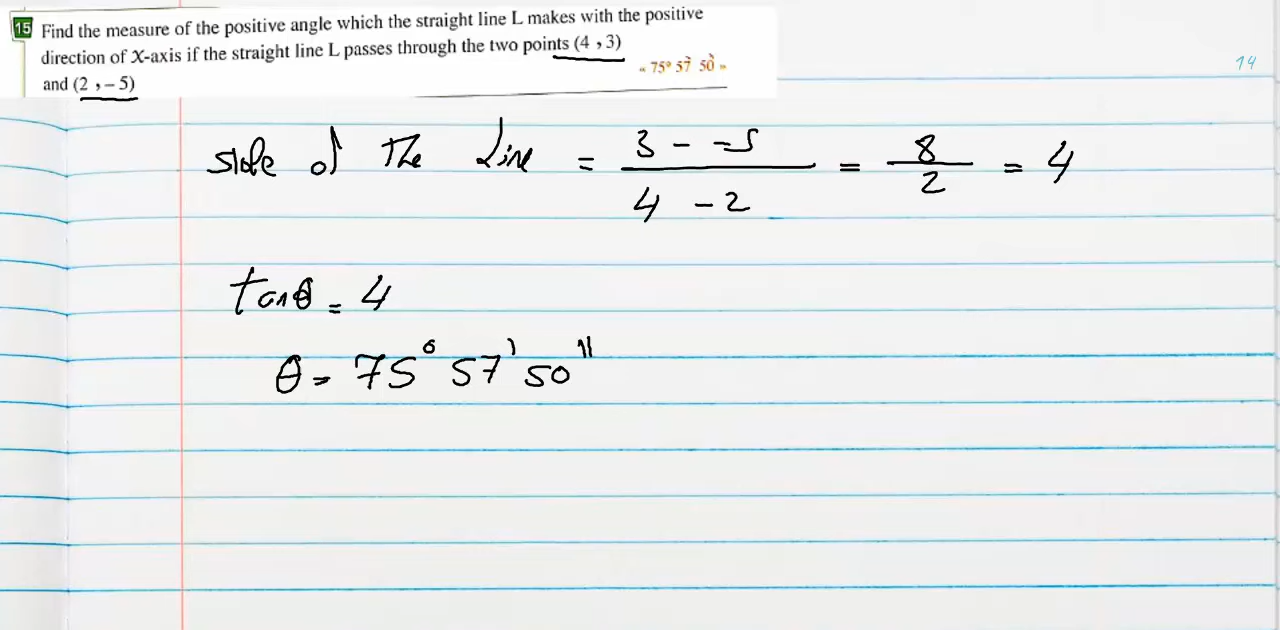 15 Find the measure of the positive angle which the straight line L makes with the positive
direction of X-axis if the straight line L passes through the two points (4 , 3)
and (2 , – 5)
« 75° 57̀ 50̏ »
14
slope of The Line = 3 - -5 / 4 - 2 = 8 / 2 = 4
tanθ = 4
θ = 75° 57' 50"